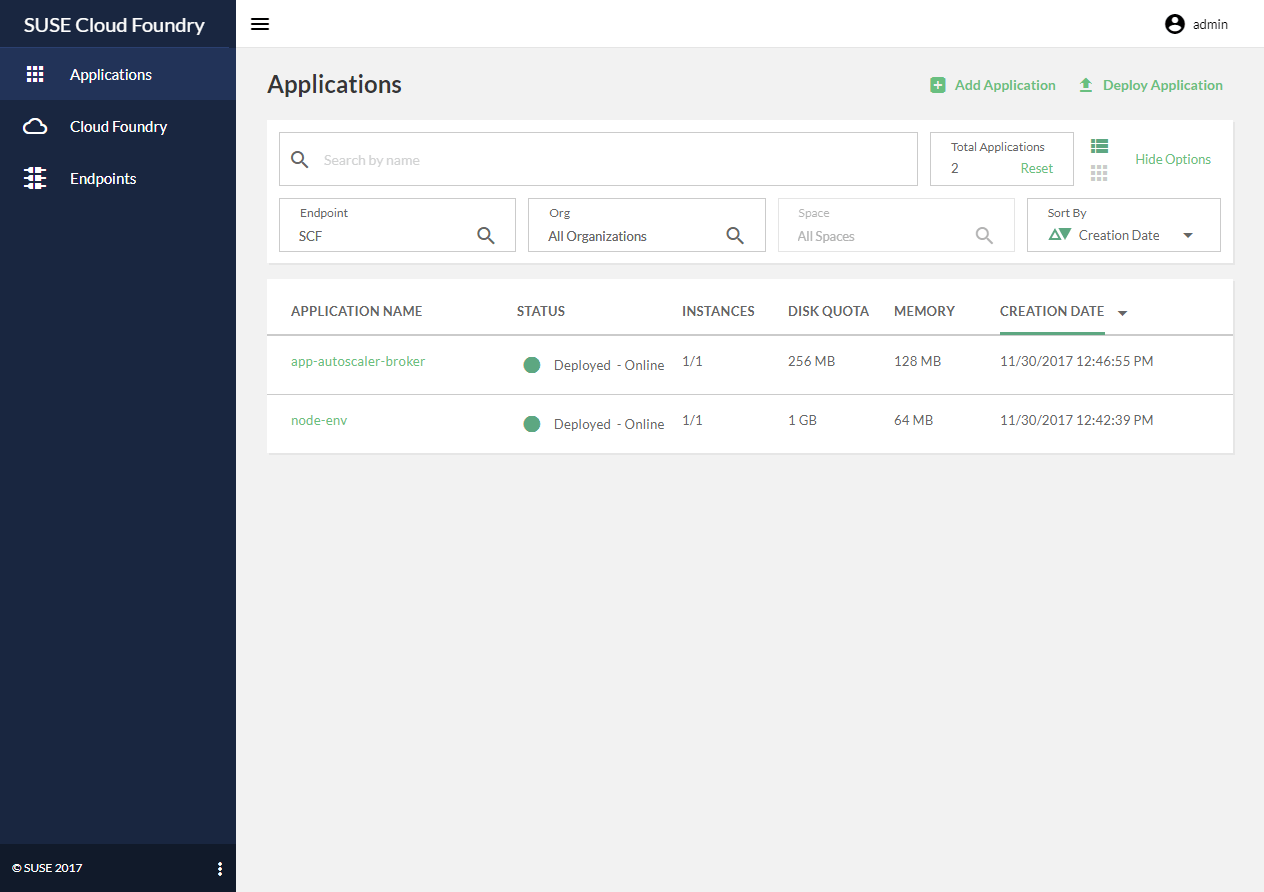 SUSE Cloud Foundry
admin
Applications
Cloud Foundry
Endpoints
Applications
Add Application
Deploy Application
Search by name
Total Applications
2
Reset
Hide Options
Endpoint
SCF
Org
All Organizations
Space
All Spaces
Sort By
Creation Date
APPLICATION NAME STATUS INSTANCES DISK QUOTA MEMORY CREATION DATE
app-autoscaler-broker Deployed - Online 1/1 256 MB 128 MB 11/30/2017 12:46:55 PM
node-env Deployed - Online 1/1 1 GB 64 MB 11/30/2017 12:42:39 PM
© SUSE 2017